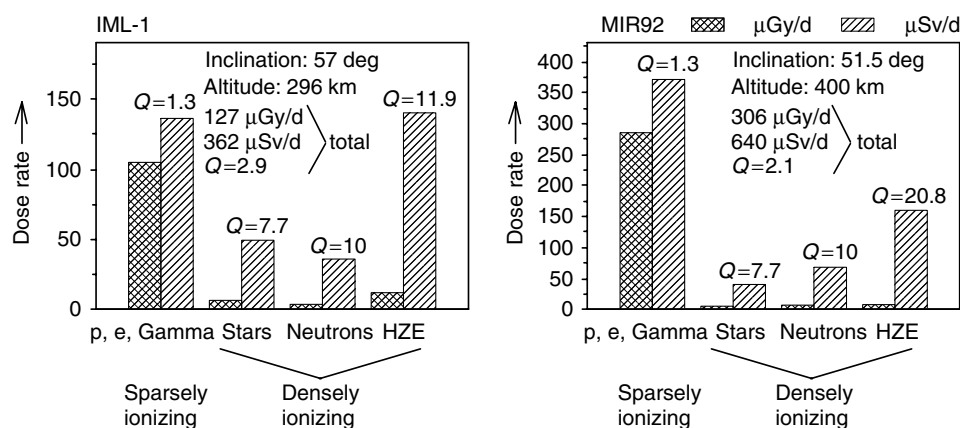 IML-1
Inclination: 57 deg
Altitude: 296 km
127 μGy/d
362 μSv/d
Q=2.9
total
Q=1.3
Q=7.7
Q=10
Q=11.9
Dose rate
150
100
50
0
p, e, Gamma Stars Neutrons HZE
Sparsely
ionizing
Densely
ionizing
MIR92 μGy/d μSv/d
Inclination: 51.5 deg
Altitude: 400 km
306 μGy/d
640 μSv/d
Q=2.1
total
Q=1.3
Q=7.7
Q=10
Q=20.8
Dose rate
400
350
300
250
200
150
100
50
0
p, e, Gamma Stars Neutrons HZE
Sparsely
ionizing
Densely
ionizing